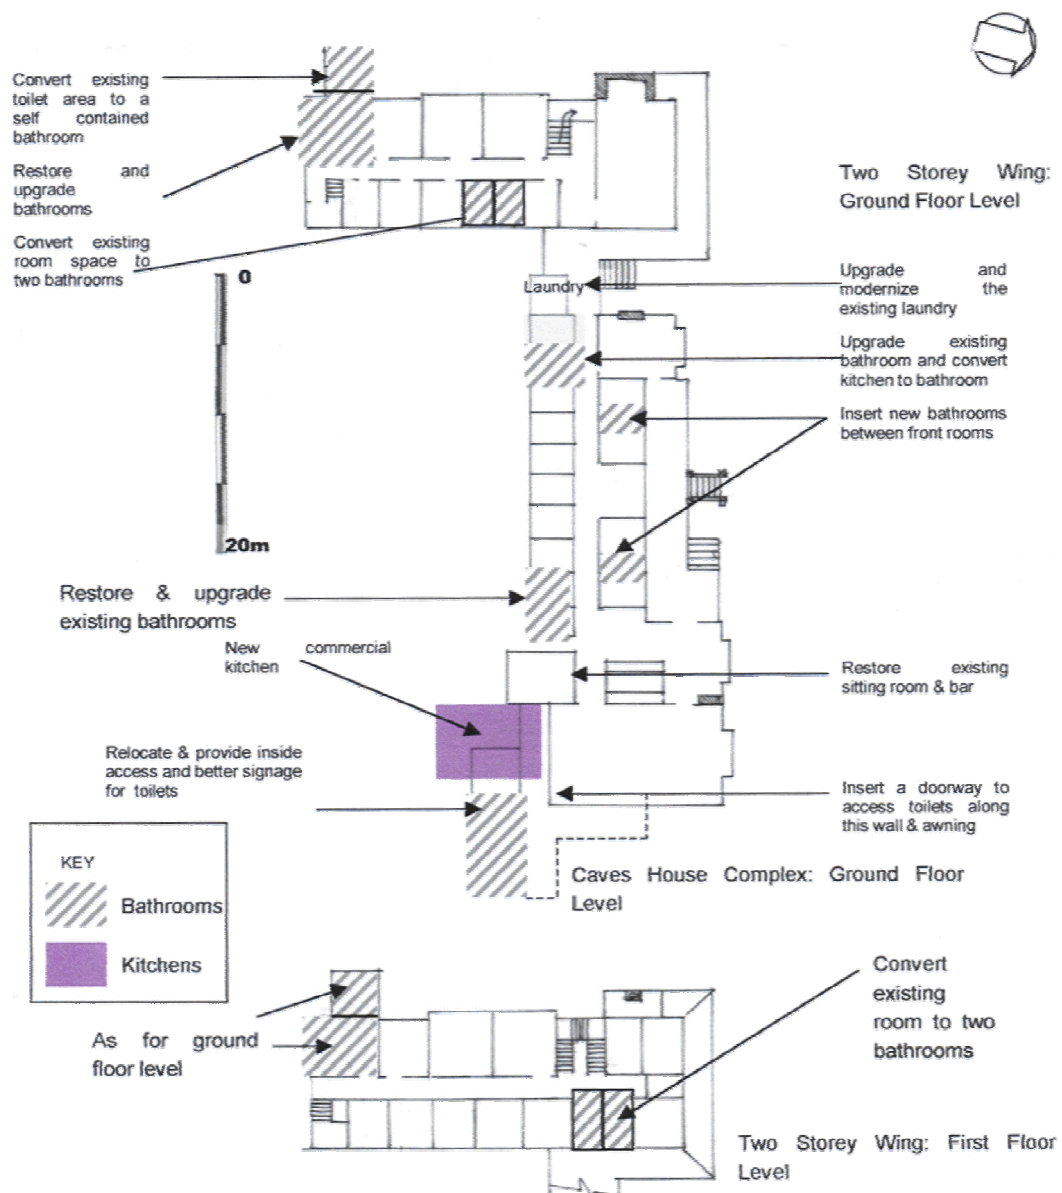 Convert existing
toilet area to a
self contained
bathroom
Restore and
upgrade
bathrooms
Convert existing
room space to
two bathrooms
Two Storey Wing:
Ground Floor Level
0
20m
Laundry
Upgrade and
modernize the
existing laundry
Upgrade existing
bathroom and convert
kitchen to bathroom
Insert new bathrooms
between front rooms
Restore & upgrade
existing bathrooms
New commercial
kitchen
Restore existing
sitting room & bar
Relocate & provide inside
access and better signage
for toilets
Insert a doorway to
access toilets along
this wall & awning
Caves House Complex: Ground Floor
Level
KEY
Bathrooms
Kitchens
As for ground
floor level
Convert
existing
room to two
bathrooms
Two Storey Wing: First Floor
Level